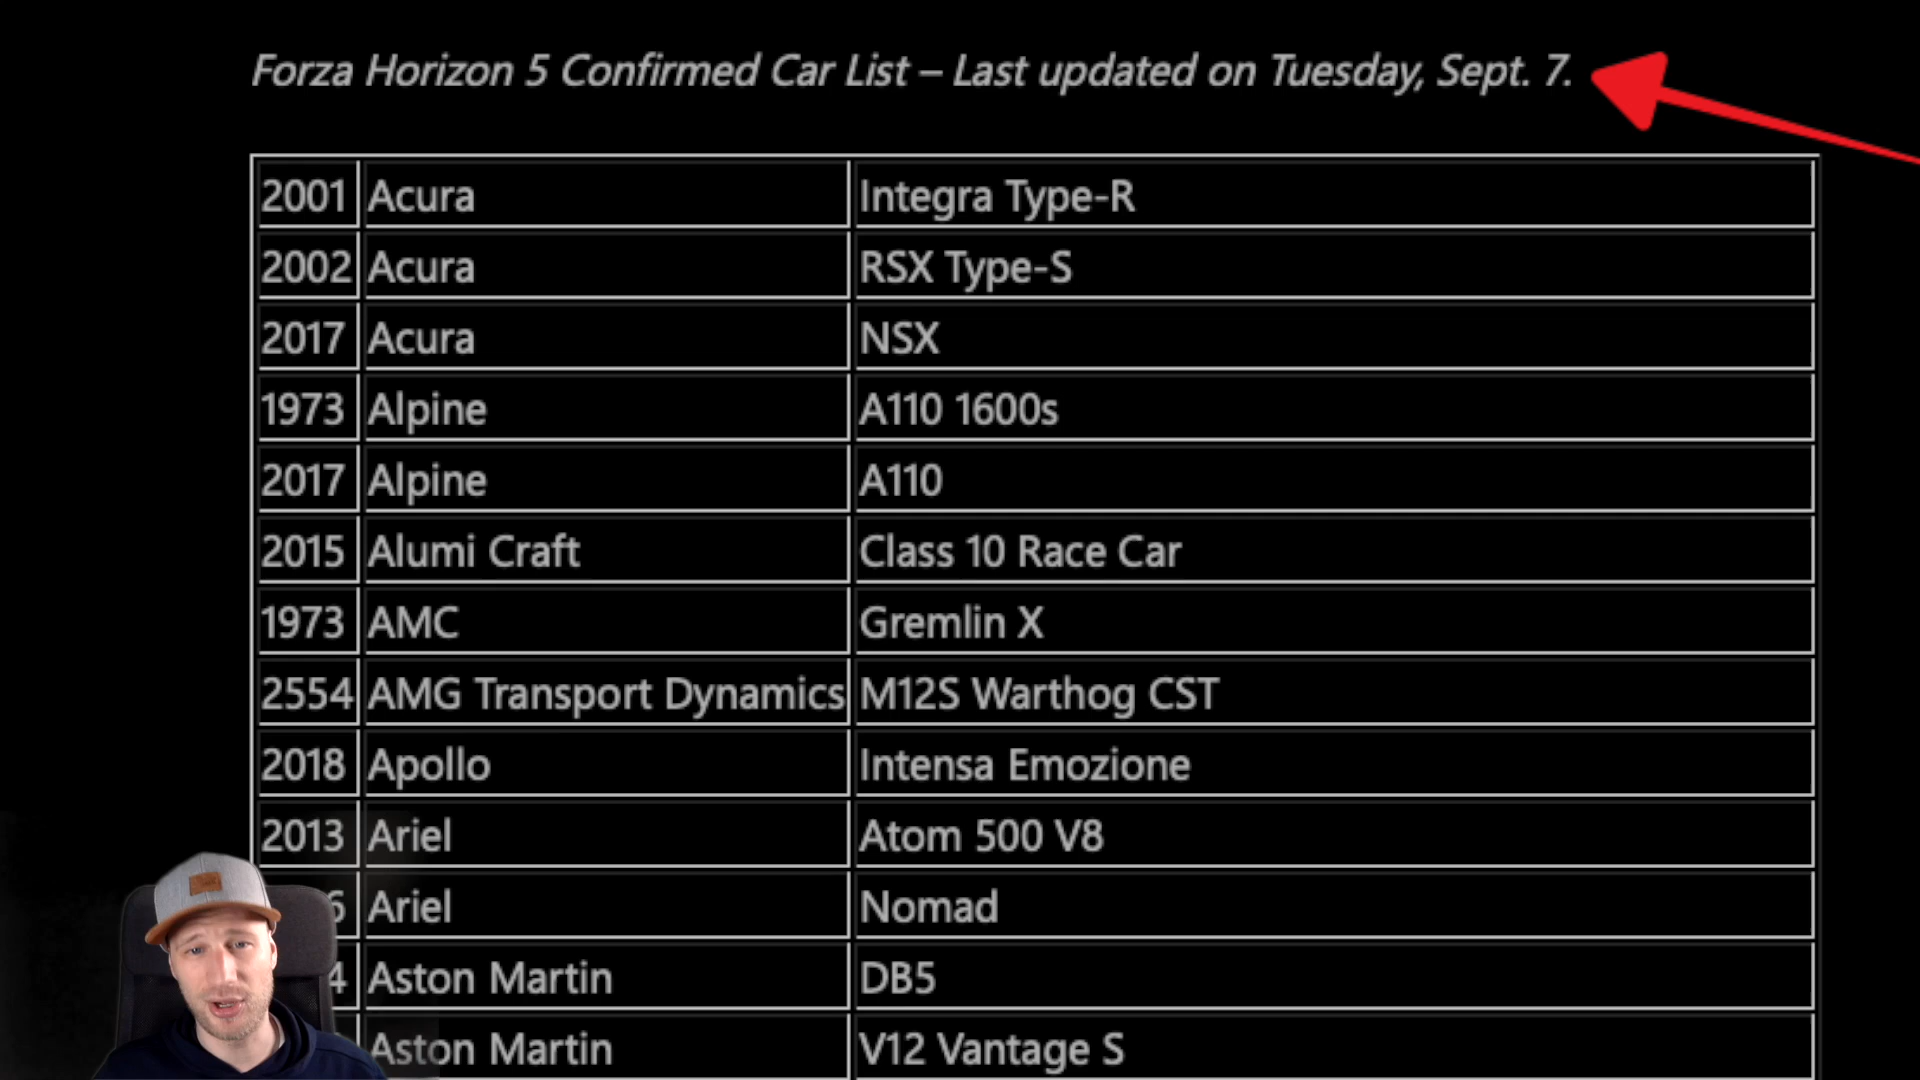 Forza Horizon 5 Confirmed Car List – Last updated on Tuesday, Sept. 7.
2001 Acura Integra Type-R
2002 Acura RSX Type-S
2017 Acura NSX
1973 Alpine A110 1600s
2017 Alpine A110
2015 Alumi Craft Class 10 Race Car
1973 AMC Gremlin X
2554 AMG Transport Dynamics M12S Warthog CST
2018 Apollo Intensa Emozione
2013 Ariel Atom 500 V8
6 Ariel Nomad
4 Aston Martin DB5
Aston Martin V12 Vantage S